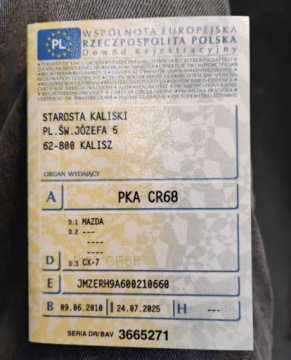 PL
WSPÓLNOTA EUROPEJSKA
RZECZPOSPOLITA POLSKA
Dowód Rejestracyjny
STAROSTA KALISKI
PL.ŚW.JÓZEFA 5
62-800 KALISZ
ORGAN WYDAJĄCY
A PKA CR68
D.1 MAZDA
D.2 ---
----
----
D D.3 CX-7 CR68
E JMZERH9A600210660
B 09.06.2010 I 24.07.2025 H ---
SERIA DR/BAV 3665271